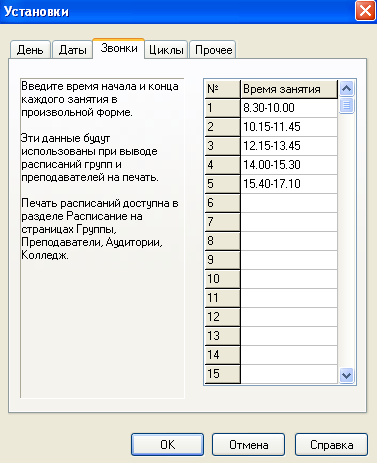 Установки
День Даты Звонки Циклы Прочее
Введите время начала и конца
каждого занятия в
произвольной форме.
Эти данные будут
использованы при выводе
расписаний групп и
преподавателей на печать.
Печать расписаний доступна в
разделе Расписание на
страницах Группы,
Преподаватели, Аудитории,
Колледж.
№ Время занятия
1 8.30-10.00
2 10.15-11.45
3 12.15-13.45
4 14.00-15.30
5 15.40-17.10
6
7
8
9
10
11
12
13
14
15
OK Отмена Справка